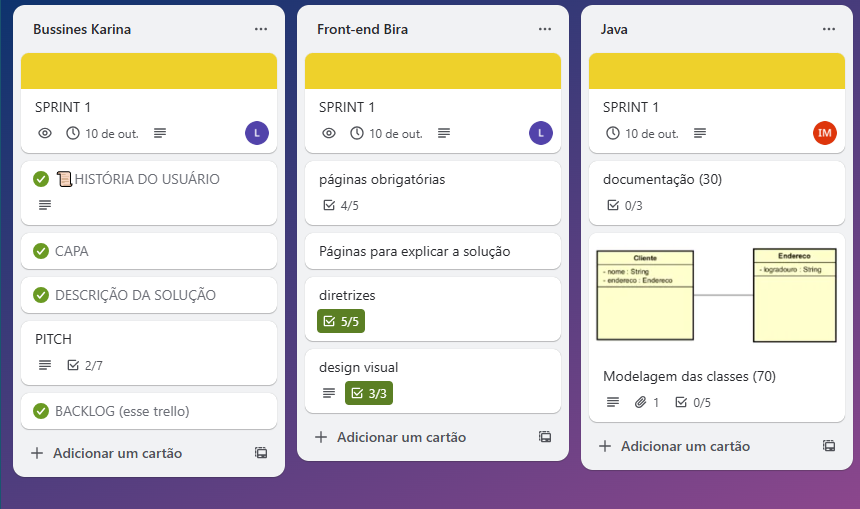 Bussines Karina
SPRINT 1
10 de out.
L
HISTÓRIA DO USUÁRIO
CAPA
DESCRIÇÃO DA SOLUÇÃO
PITCH
2/7
BACKLOG (esse trello)
Adicionar um cartão
Front-end Bira
SPRINT 1
10 de out.
L
páginas obrigatórias
4/5
Páginas para explicar a solução
diretrizes
5/5
design visual
3/3
Adicionar um cartão
Java
SPRINT 1
10 de out.
IM
documentação (30)
0/3
Cliente
- nome : String
- endereco : Endereco
Endereco
- logradouro : String
Modelagem das classes (70)
1
0/5
Adicionar um cartão